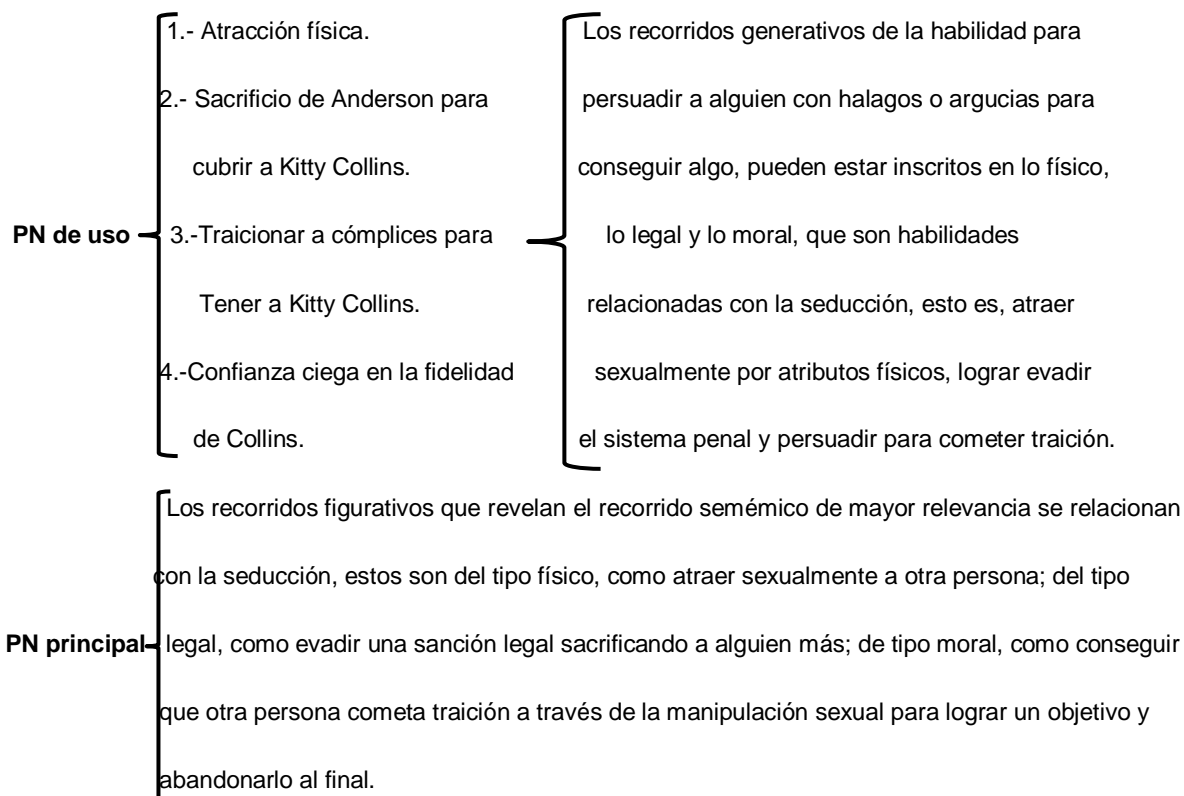 1.- Atracción física.
2.- Sacrificio de Anderson para
cubrir a Kitty Collins.
PN de uso
3.-Traicionar a cómplices para
Tener a Kitty Collins.
4.-Confianza ciega en la fidelidad
de Collins.
Los recorridos generativos de la habilidad para
persuadir a alguien con halagos o argucias para
conseguir algo, pueden estar inscritos en lo físico,
lo legal y lo moral, que son habilidades
relacionadas con la seducción, esto es, atraer
sexualmente por atributos físicos, lograr evadir
el sistema penal y persuadir para cometer traición.
Los recorridos figurativos que revelan el recorrido semémico de mayor relevancia se relacionan
con la seducción, estos son del tipo físico, como atraer sexualmente a otra persona; del tipo
PN principal
legal, como evadir una sanción legal sacrificando a alguien más; de tipo moral, como conseguir
que otra persona cometa traición a través de la manipulación sexual para lograr un objetivo y
abandonarlo al final.